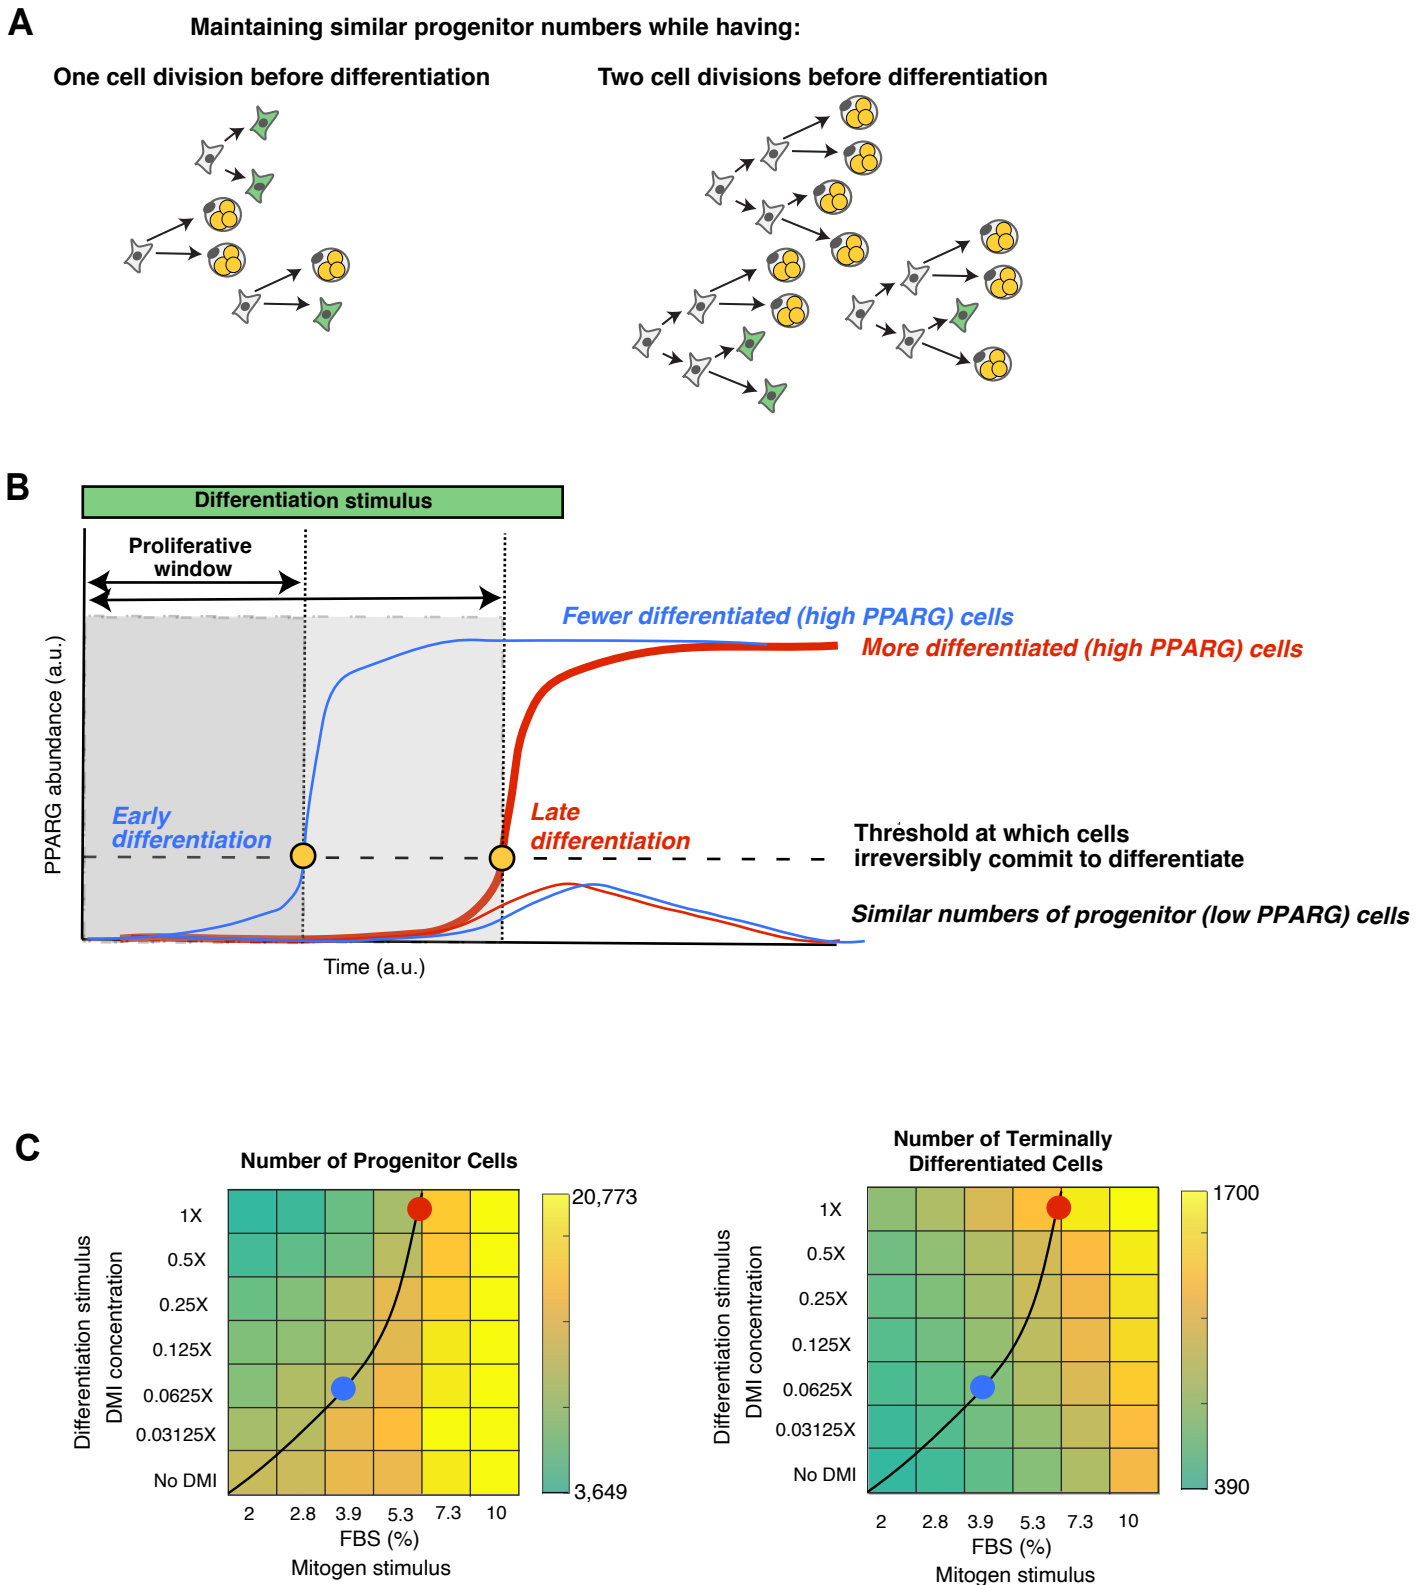 A
Maintaining similar progenitor numbers while having:
One cell division before differentiation
Two cell divisions before differentiation
B
Differentiation stimulus
Proliferative
window
Fewer differentiated (high PPARG) cells
More differentiated (high PPARG) cells
PPARG abundance (a.u.)
Early
differentiation
Late
differentiation
Threshold at which cells
irreversibly commit to differentiate
Similar numbers of progenitor (low PPARG) cells
Time (a.u.)
C
Number of Progenitor Cells
Differentiation stimulus
DMI concentration
1X
0.5X
0.25X
0.125X
0.0625X
0.03125X
No DMI
2 2.8 3.9 5.3 7.3 10
FBS (%)
Mitogen stimulus
20,773
3,649
Number of Terminally
Differentiated Cells
Differentiation stimulus
DMI concentration
1X
0.5X
0.25X
0.125X
0.0625X
0.03125X
No DMI
2 2.8 3.9 5.3 7.3 10
FBS (%)
Mitogen stimulus
1700
390